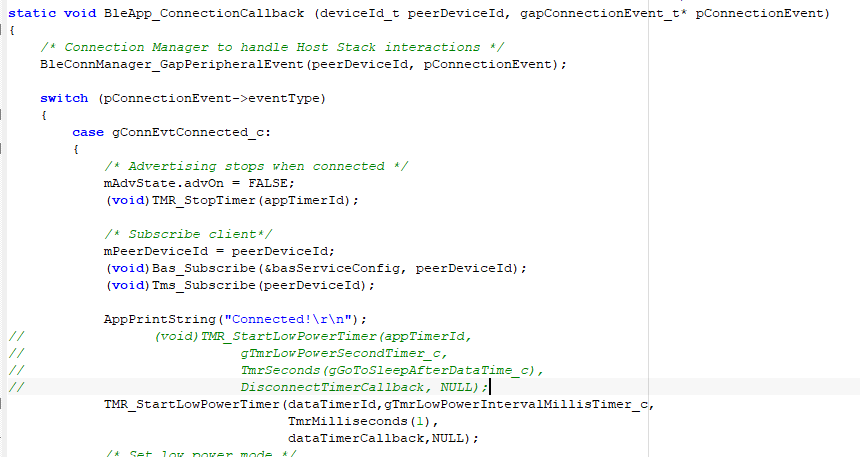 static void BleApp_ConnectionCallback (deviceId_t peerDeviceId, gapConnectionEvent_t* pConnectionEvent)
{
    /* Connection Manager to handle Host Stack interactions */
    BleConnManager_GapPeripheralEvent(peerDeviceId, pConnectionEvent);

    switch (pConnectionEvent->eventType)
    {
        case gConnEvtConnected_c:
        {
            /* Advertising stops when connected */
            mAdvState.advOn = FALSE;
            (void)TMR_StopTimer(appTimerId);

            /* Subscribe client*/
            mPeerDeviceId = peerDeviceId;
            (void)Bas_Subscribe(&basServiceConfig, peerDeviceId);
            (void)Tms_Subscribe(peerDeviceId);

            AppPrintString("Connected!\r\n");
//                (void)TMR_StartLowPowerTimer(appTimerId,
//                           gTmrLowPowerSecondTimer_c,
//                           TmrSeconds(gGoToSleepAfterDataTime_c),
//                           DisconnectTimerCallback, NULL);
            TMR_StartLowPowerTimer(dataTimerId,gTmrLowPowerIntervalMillisTimer_c,
                                   TmrMilliseconds(1),
                                   dataTimerCallback,NULL);
            /* Set low power mode */